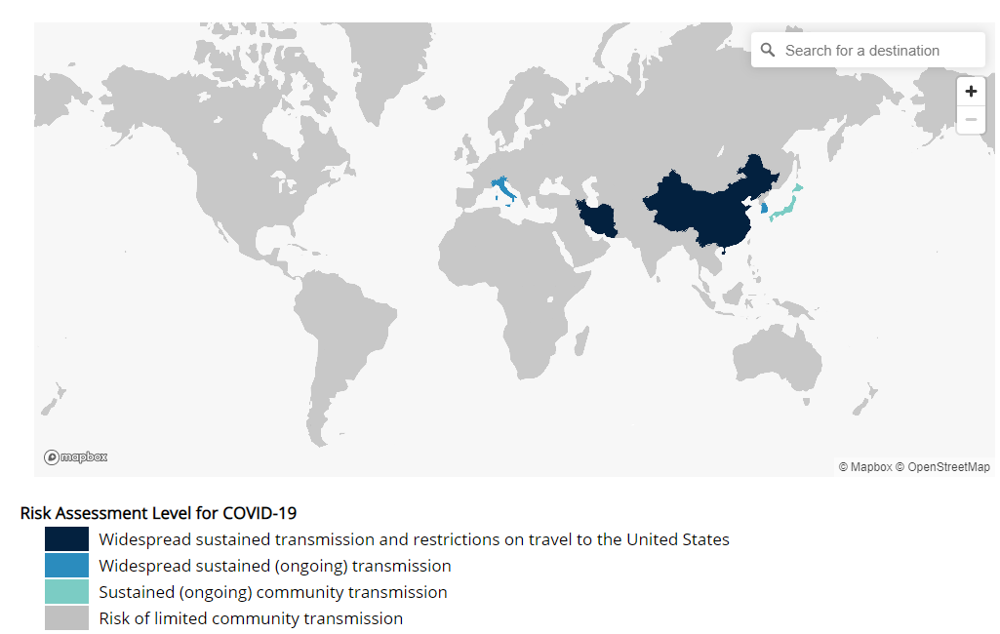 Search for a destination
+
−
mapbox
© Mapbox © OpenStreetMap
Risk Assessment Level for COVID-19
Widespread sustained transmission and restrictions on travel to the United States
Widespread sustained (ongoing) transmission
Sustained (ongoing) community transmission
Risk of limited community transmission